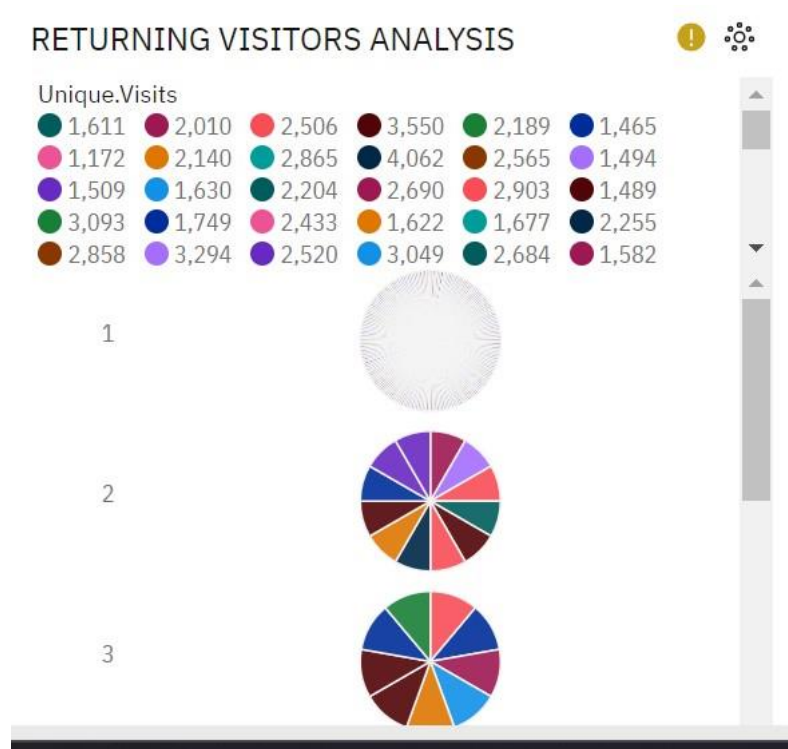 RETURNING VISITORS ANALYSIS
Unique.Visits
1,611 2,010 2,506 3,550 2,189 1,465
1,172 2,140 2,865 4,062 2,565 1,494
1,509 1,630 2,204 2,690 2,903 1,489
3,093 1,749 2,433 1,622 1,677 2,255
2,858 3,294 2,520 3,049 2,684 1,582
1
2
3